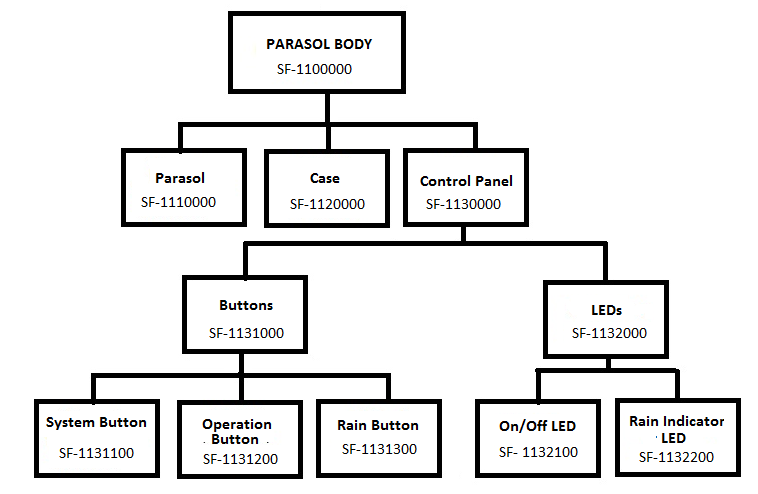 PARASOL BODY
SF-1100000
Parasol
SF-1110000
Case
SF-1120000
Control Panel
SF-1130000
Buttons
SF-1131000
LEDs
SF-1132000
System Button
SF-1131100
Operation
Button
SF-1131200
Rain Button
SF-1131300
On/Off LED
SF- 1132100
Rain Indicator
LED
SF-1132200